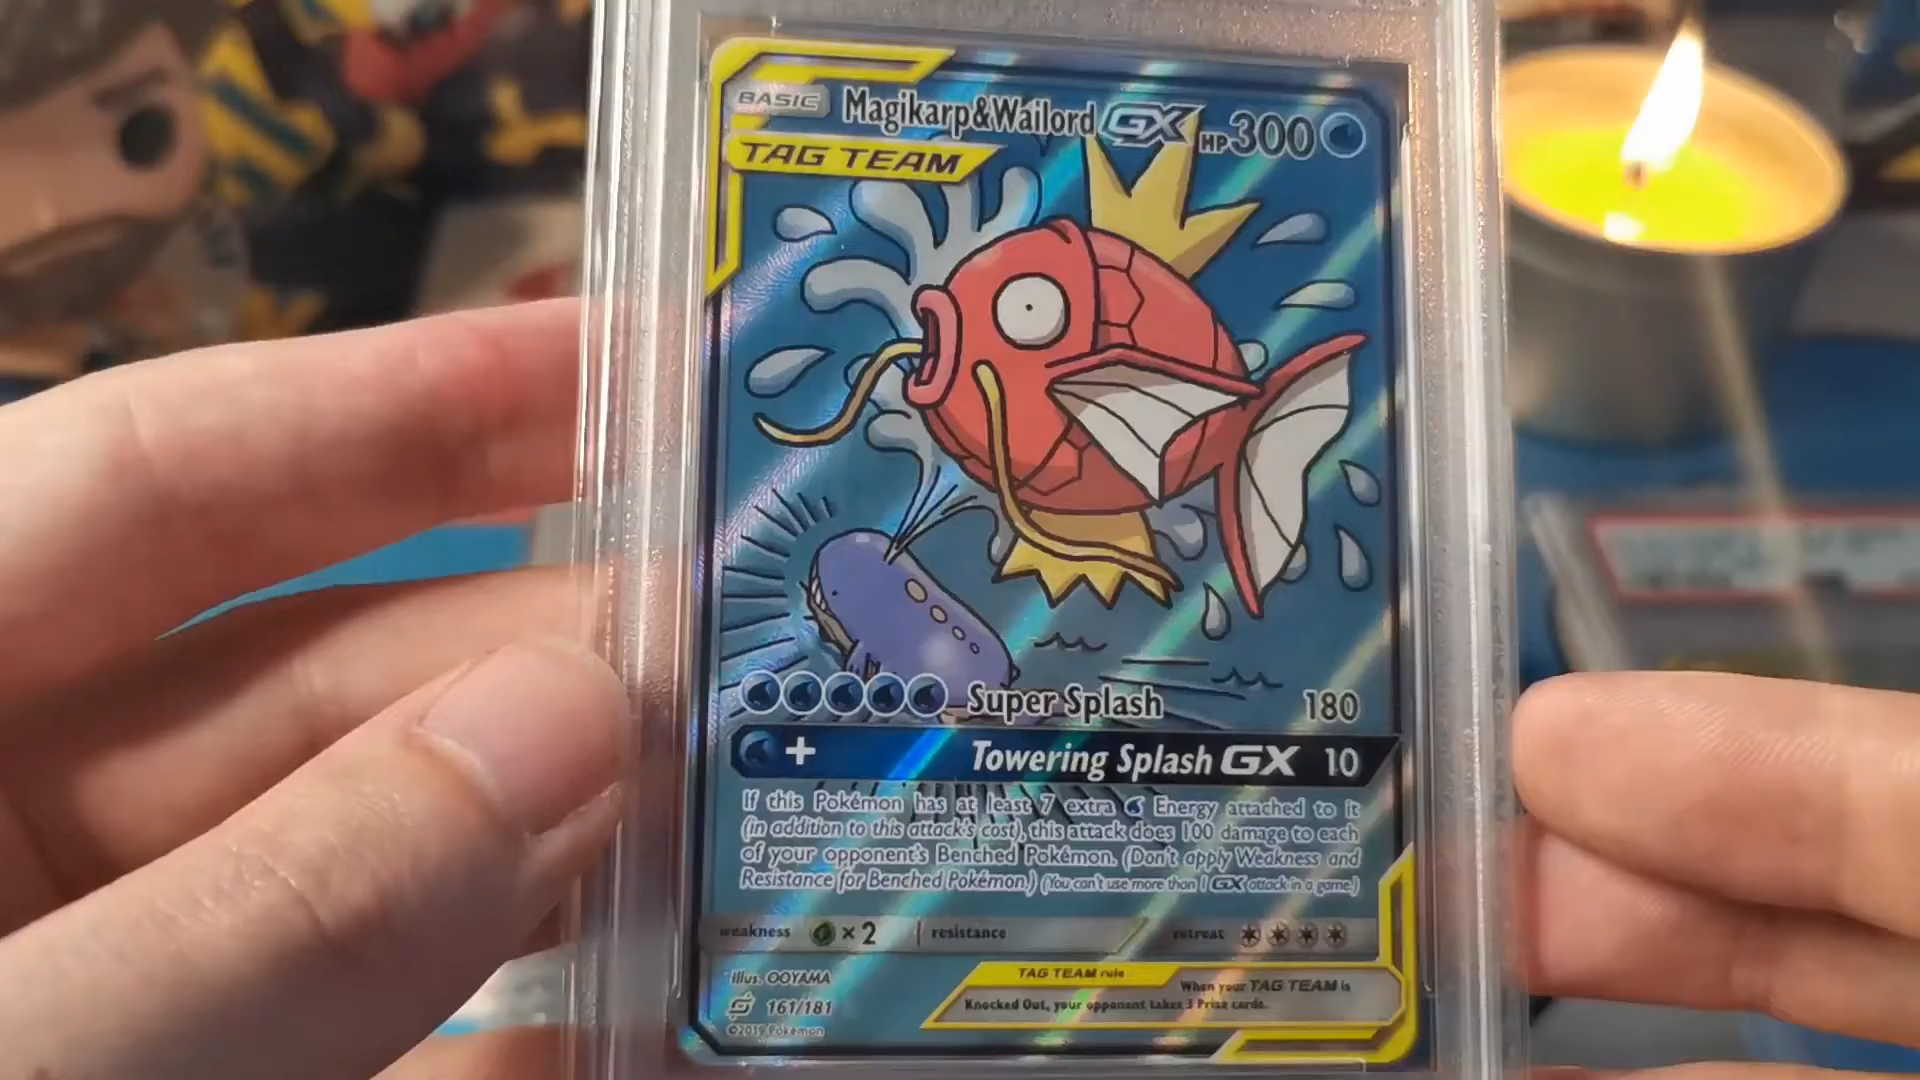 BASIC Magikarp&Wailord GX HP300
TAG TEAM
Super Splash 180
+ Towering Splash GX 10
If this Pokémon has at least 7 extra Energy attached to it
(in addition to this attack's cost), this attack does 100 damage to each
of your opponent's Benched Pokémon. (Don't apply Weakness and
Resistance for Benched Pokémon.) (You can't use more than 1 GX attack in a game.)
weakness ×2 resistance retreat
Illus. OOYAMA
161/181
©2019 Pokémon
TAG TEAM rule
When your TAG TEAM is
Knocked Out, your opponent takes 3 Prize cards.